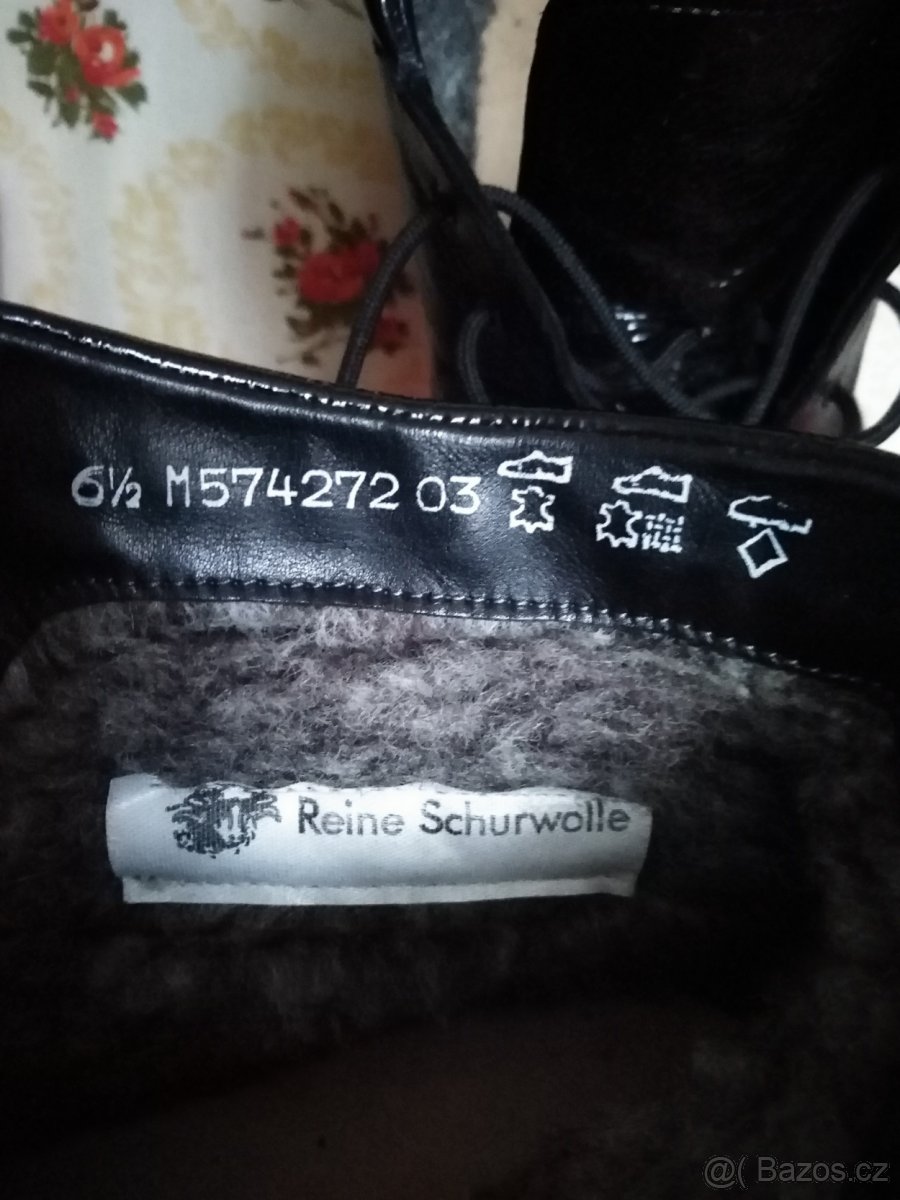 6½ M574272 03
Reine Schurwolle
@( Bazos.cz